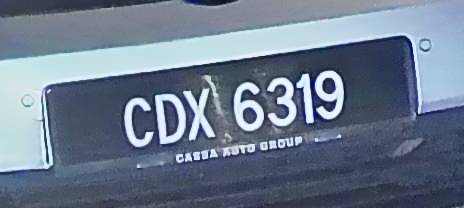 CDX 6319
CASSA AUTO GROUP